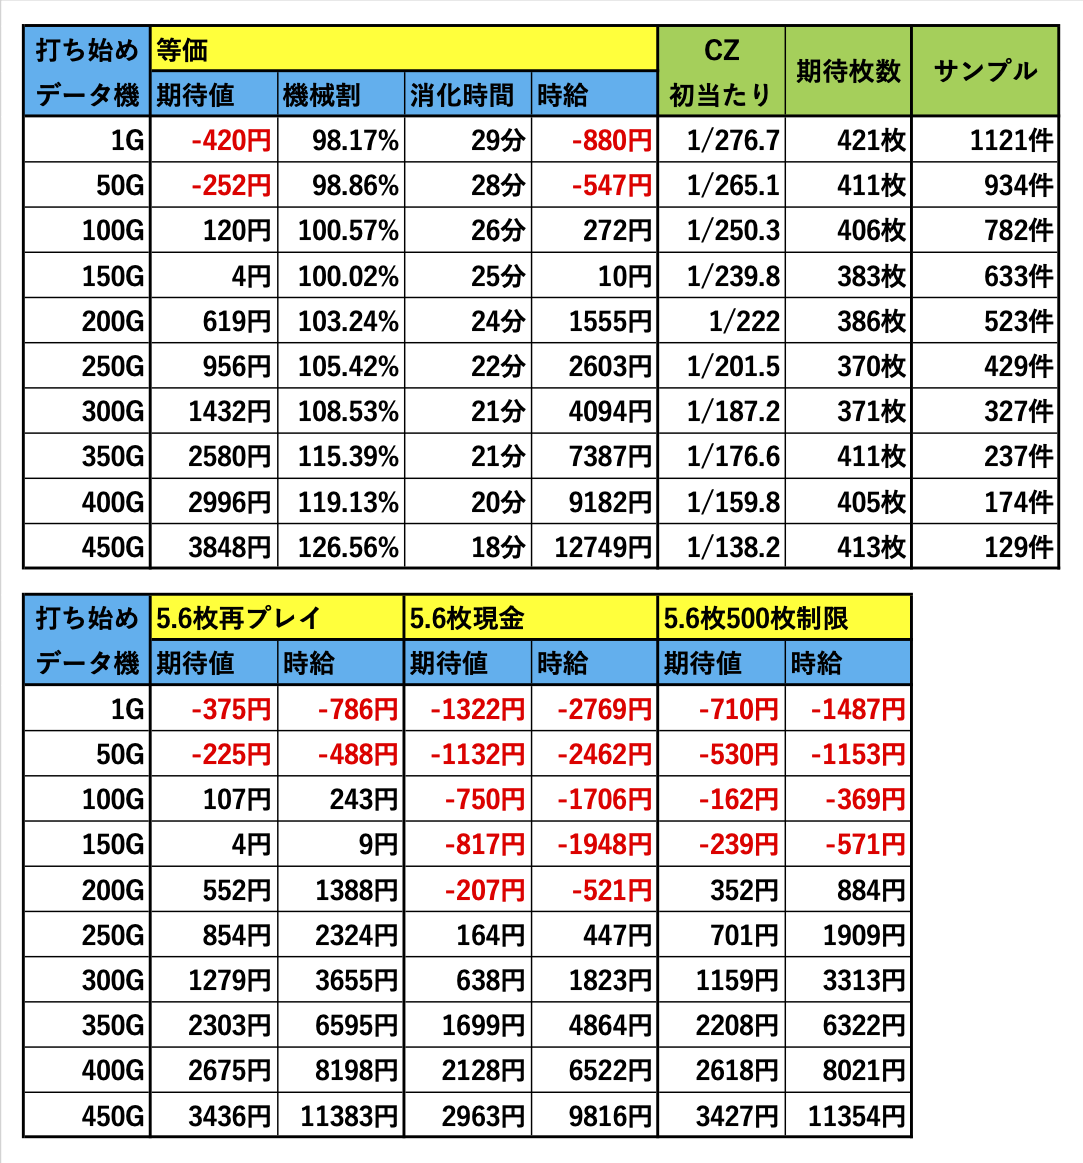 打ち始め 等価 CZ 期待枚数 サンプル
データ機 期待値 機械割 消化時間 時給 初当たり
1G -420円 98.17% 29分 -880円 1/276.7 421枚 1121件
50G -252円 98.86% 28分 -547円 1/265.1 411枚 934件
100G 120円 100.57% 26分 272円 1/250.3 406枚 782件
150G 4円 100.02% 25分 10円 1/239.8 383枚 633件
200G 619円 103.24% 24分 1555円 1/222 386枚 523件
250G 956円 105.42% 22分 2603円 1/201.5 370枚 429件
300G 1432円 108.53% 21分 4094円 1/187.2 371枚 327件
350G 2580円 115.39% 21分 7387円 1/176.6 411枚 237件
400G 2996円 119.13% 20分 9182円 1/159.8 405枚 174件
450G 3848円 126.56% 18分 12749円 1/138.2 413枚 129件
打ち始め 5.6枚再プレイ 5.6枚現金 5.6枚500枚制限
データ機 期待値 時給 期待値 時給 期待値 時給
1G -375円 -786円 -1322円 -2769円 -710円 -1487円
50G -225円 -488円 -1132円 -2462円 -530円 -1153円
100G 107円 243円 -750円 -1706円 -162円 -369円
150G 4円 9円 -817円 -1948円 -239円 -571円
200G 552円 1388円 -207円 -521円 352円 884円
250G 854円 2324円 164円 447円 701円 1909円
300G 1279円 3655円 638円 1823円 1159円 3313円
350G 2303円 6595円 1699円 4864円 2208円 6322円
400G 2675円 8198円 2128円 6522円 2618円 8021円
450G 3436円 11383円 2963円 9816円 3427円 11354円